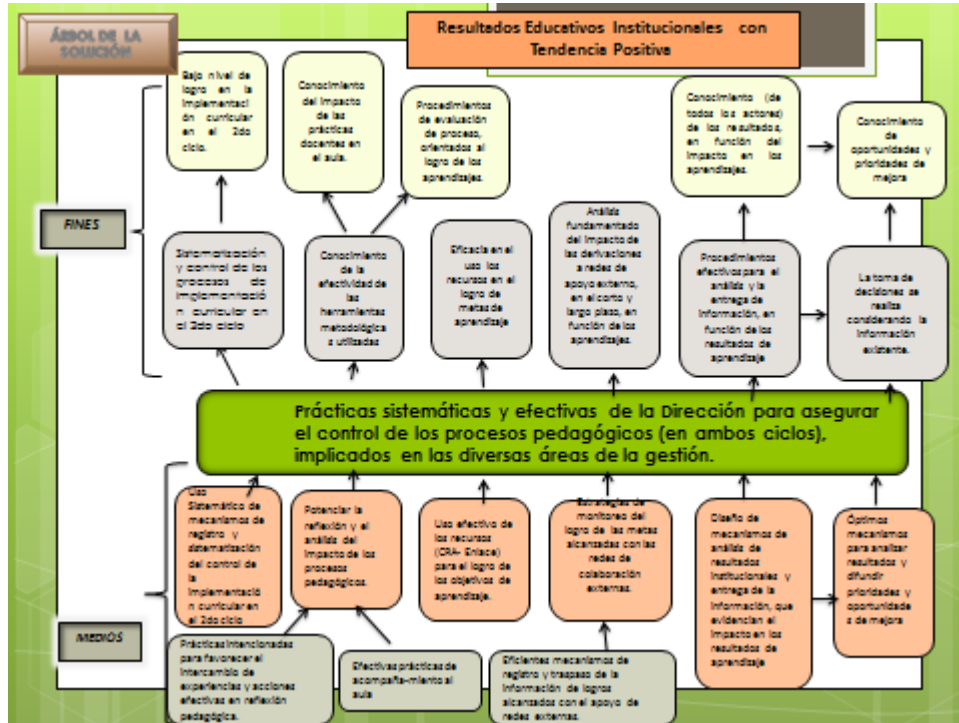 ÁRBOL DE LA
SOLUCIÓN
Resultados Educativos Institucionales con
Tendencia Positiva
Bajo nivel de
logro en la
implementaci
ón curricular
en el 2do
ciclo.
Conocimiento
del impacto
de las
prácticas
docentes en
el aula.
Procedimientos
de evaluación
de proceso,
orientados al
logro de los
aprendizajes.
Conocimiento (de
todos los actores)
de los resultados,
en función del
impacto en los
aprendizajes.
Conocimiento
de
oportunidades y
prioridades de
mejora
FINES
Sistematización
y control de los
procesos de
implementació
n curricular en
el 2do ciclo
Conocimiento
de la
efectividad de
las
herramientas
metodológica
s utilizadas
Eficacia en el
uso los
recursos en el
logro de
metas de
aprendizaje
Análisis
fundamentado
del impacto de
las derivaciones
a redes de
apoyo externo,
en el corto y
largo plazo, en
función de los
aprendizajes.
Procedimientos
efectivos para el
análisis y la
entrega de
información, en
función de los
resultados de
aprendizaje
La toma de
decisiones se
realiza
considerando la
información
existente.
Prácticas sistemáticas y efectivas de la Dirección para asegurar
el control de los procesos pedagógicos (en ambos ciclos),
implicados en las diversas áreas de la gestión.
Uso
Sistemático de
mecanismos de
registro y
sistematización
del control de
la
implementació
n curricular en
el 2do ciclo
Potenciar la
reflexión y el
análisis del
impacto de los
procesos
pedagógicos.
Uso efectivo de
los recursos
(CRA- Enlace)
para el logro de
los objetivos de
aprendizaje.
Estrategias de
monitoreo del
logro de las metas
alcanzadas con las
redes de
colaboración
externas.
Diseño de
mecanismos de
análisis de
resultados
institucionales y
entrega de la
información, que
evidencian el
impacto en los
resultados de
aprendizaje
Óptimos
mecanismos
para analizar
resultados y
difundir
prioridades y
oportunidade
s de mejora
MEDIOS
Prácticas intencionadas
para favorecer el
intercambio de
experiencias y acciones
efectivas en reflexión
pedagógica.
Efectivas prácticas de
acompaña-miento al
aula
Eficientes mecanismos de
registro y traspaso de la
información de logros
alcanzados con el apoyo de
redes externas.